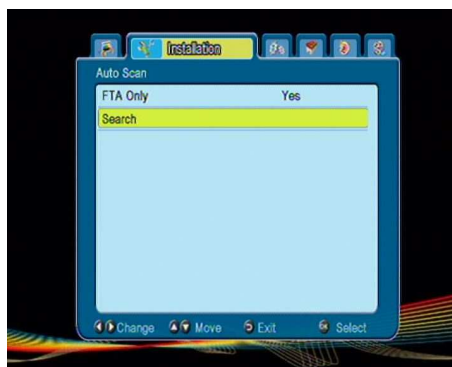 Installation
Auto Scan
FTA Only Yes
Search
Change Move Exit Select